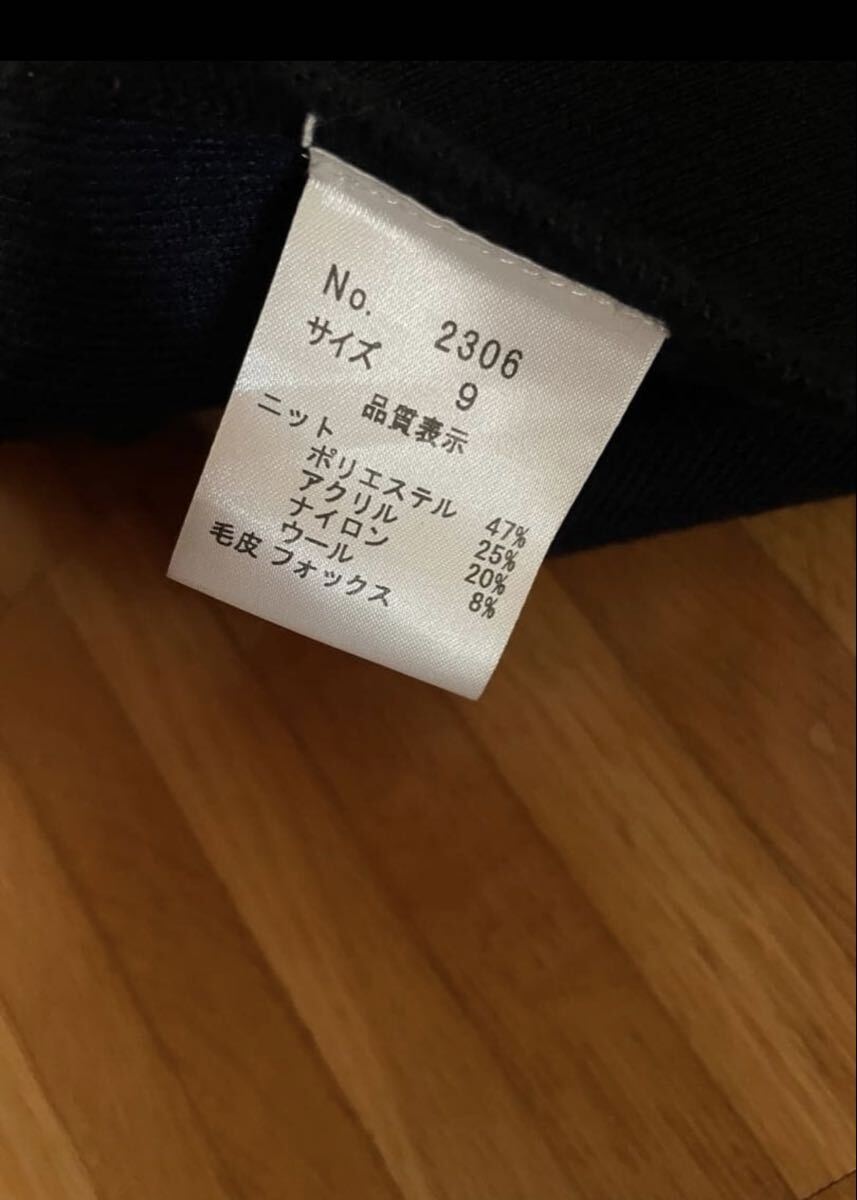 No. 2306
サイズ 9
品質表示
ニット
ポリエステル 47%
アクリル 25%
ナイロン 20%
ウール 8%
毛皮 フォックス